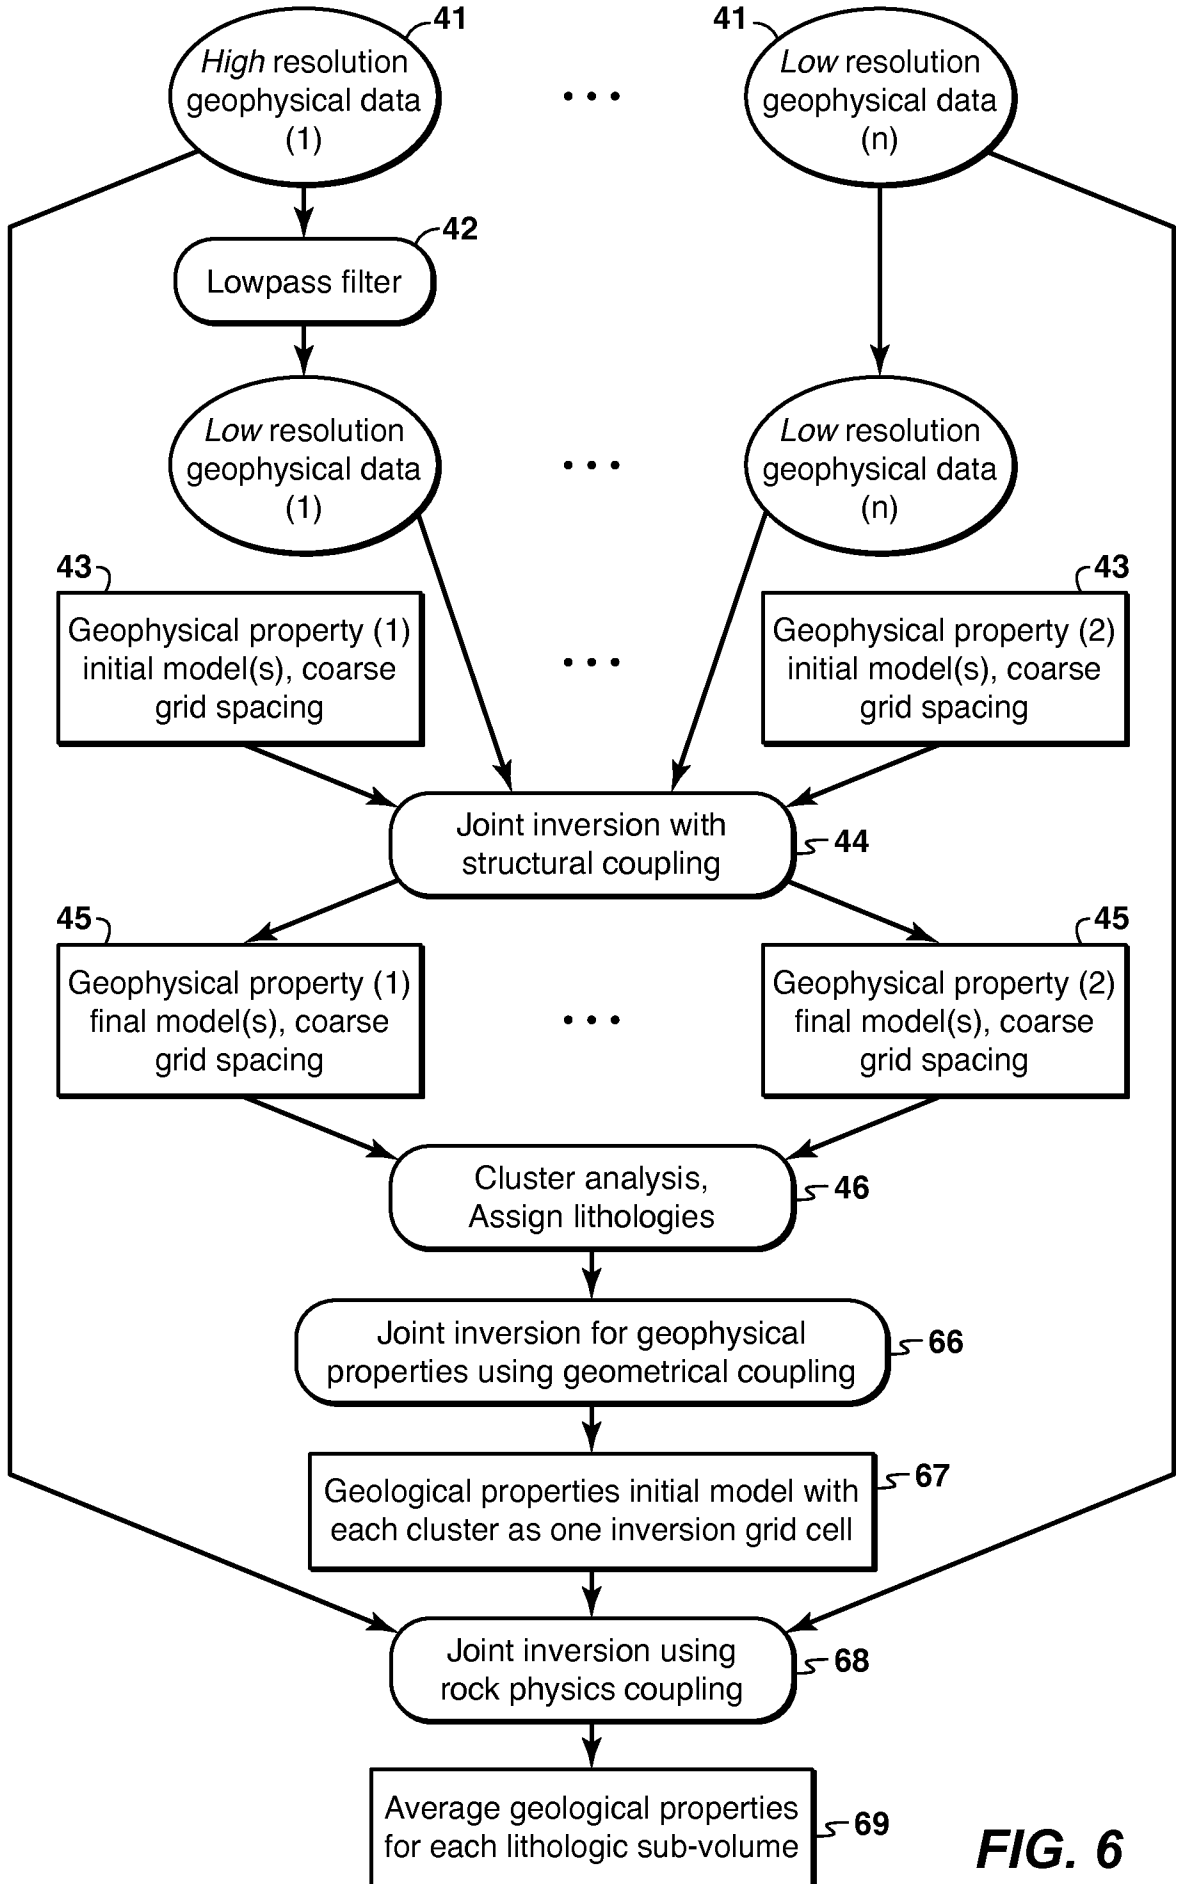 41
High resolution
geophysical data
(1)
• • •
41
Low resolution
geophysical data
(n)
42
Lowpass filter
Low resolution
geophysical data
(1)
• • •
Low resolution
geophysical data
(n)
43
Geophysical property (1)
initial model(s), coarse
grid spacing
• • •
43
Geophysical property (2)
initial model(s), coarse
grid spacing
Joint inversion with
structural coupling
44
45
Geophysical property (1)
final model(s), coarse
grid spacing
• • •
45
Geophysical property (2)
final model(s), coarse
grid spacing
Cluster analysis,
Assign lithologies
46
Joint inversion for geophysical
properties using geometrical coupling
66
Geological properties initial model with
each cluster as one inversion grid cell
67
Joint inversion using
rock physics coupling
68
Average geological properties
for each lithologic sub-volume
69
FIG. 6